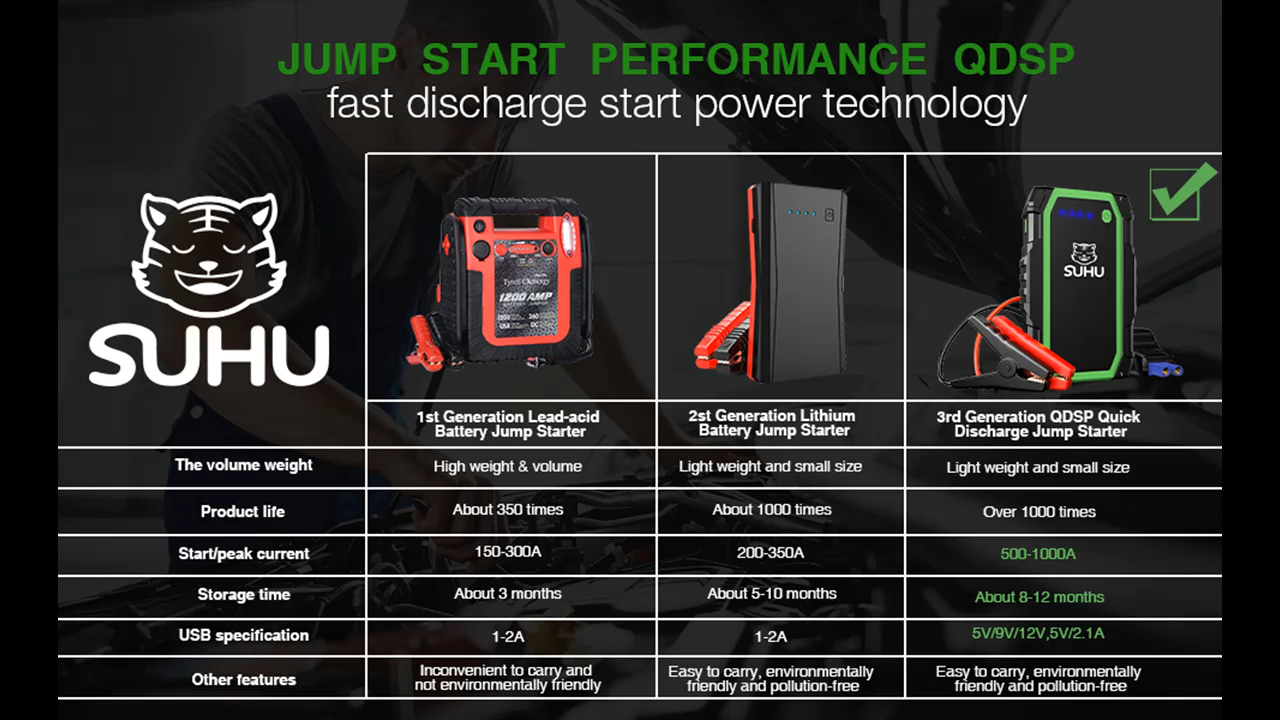 JUMP START PERFORMANCE QDSP
fast discharge start power technology
SUHU
1200 AMP
SUHU
1st Generation Lead-acid
Battery Jump Starter
2st Generation Lithium
Battery Jump Starter
3rd Generation QDSP Quick
Discharge Jump Starter
The volume weight
High weight & volume
Light weight and small size
Light weight and small size
Product life
About 350 times
About 1000 times
Over 1000 times
Start/peak current
150-300A
200-350A
500-1000A
Storage time
About 3 months
About 5-10 months
About 8-12 months
USB specification
1-2A
1-2A
5V/9V/12V,5V/2.1A
Other features
Inconvenient to carry and
not environmentally friendly
Easy to carry, environmentally
friendly and pollution-free
Easy to carry, environmentally
friendly and pollution-free